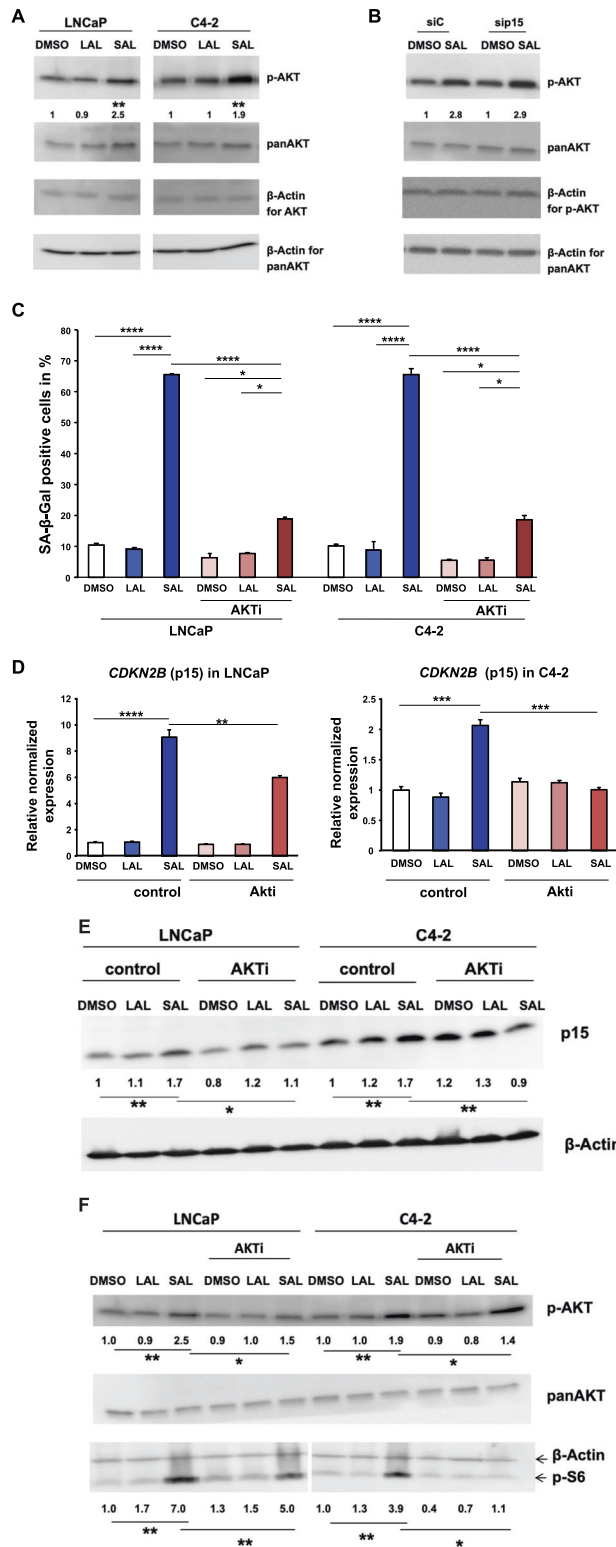 A
LNCaP C4-2
DMSO LAL SAL DMSO LAL SAL
p-AKT
** **
1 0.9 2.5 1 1 1.9
panAKT
β-Actin
for AKT
β-Actin for
panAKT
B
siC sip15
DMSO SAL DMSO SAL
p-AKT
1 2.8 1 2.9
panAKT
β-Actin
for p-AKT
β-Actin for
panAKT
C
SA-β-Gal positive cells in %
80
70
60
50
40
30
20
10
0
**** ****
**** ****
**** ****
* *
* *
DMSO LAL SAL DMSO LAL SAL DMSO LAL SAL DMSO LAL SAL
AKTi AKTi
LNCaP C4-2
D
CDKN2B (p15) in LNCaP
Relative normalized
expression
10
8
6
4
2
0
**** **
DMSO LAL SAL DMSO LAL SAL
control Akti
CDKN2B (p15) in C4-2
Relative normalized
expression
2.5
2
1.5
1
0.5
0
*** ***
DMSO LAL SAL DMSO LAL SAL
control Akti
E
LNCaP C4-2
control AKTi control AKTi
DMSO LAL SAL DMSO LAL SAL DMSO LAL SAL DMSO LAL SAL
p15
1 1.1 1.7 0.8 1.2 1.1 1 1.2 1.7 1.2 1.3 0.9
** * ** **
β-Actin
F
LNCaP C4-2
AKTi AKTi
DMSO LAL SAL DMSO LAL SAL DMSO LAL SAL DMSO LAL SAL
p-AKT
1.0 0.9 2.5 0.9 1.0 1.5 1.0 1.0 1.9 0.9 0.8 1.4
** * ** *
panAKT
β-Actin
p-S6
1.0 1.7 7.0 1.3 1.5 5.0 1.0 1.3 3.9 0.4 0.7 1.1
** ** ** *